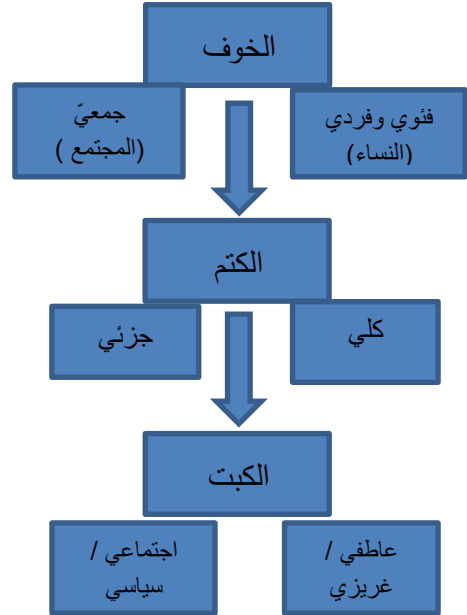 الخوف
فئوي وفردي
(النساء)
جمعيّ
(المجتمع )
الكتم
كلي
جزئي
الكبت
عاطفي /
غريزي
اجتماعي /
سياسي